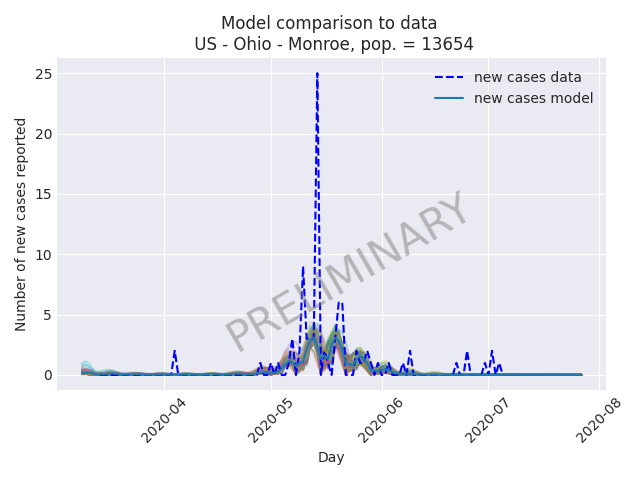 Model comparison to data
US - Ohio - Monroe, pop. = 13654
25
20
15
10
5
0
Number of new cases reported
new cases data
new cases model
PRELIMINARY
2020-04
2020-05
2020-06
2020-07
2020-08
Day